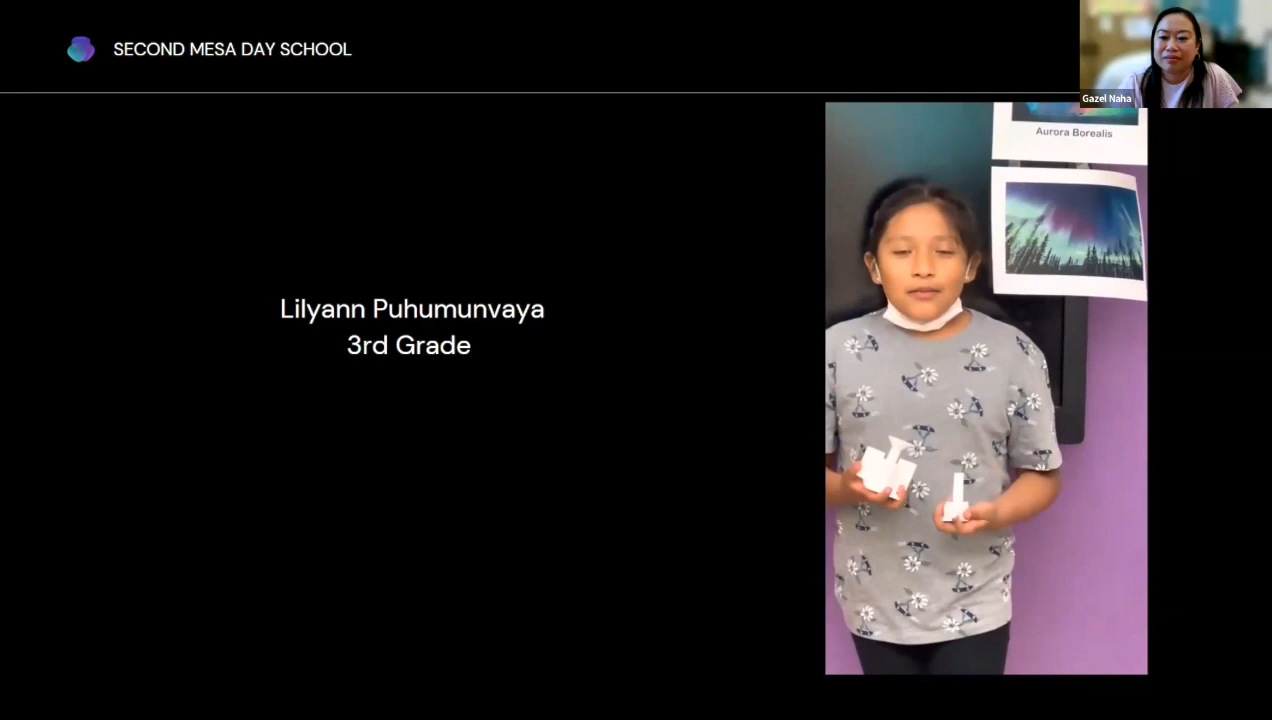 SECOND MESA DAY SCHOOL
Gazel Naha
Aurora Borealis
Lilyann Puhumunvaya
3rd Grade